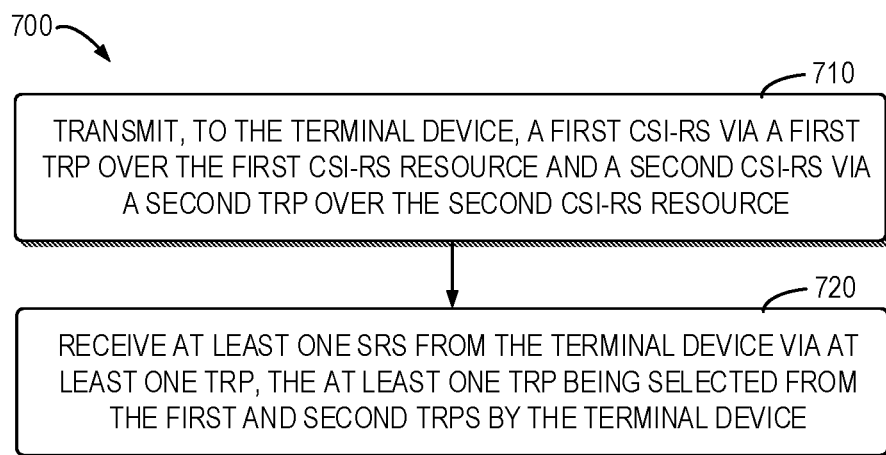 700
710
TRANSMIT, TO THE TERMINAL DEVICE, A FIRST CSI-RS VIA A FIRST
TRP OVER THE FIRST CSI-RS RESOURCE AND A SECOND CSI-RS VIA
A SECOND TRP OVER THE SECOND CSI-RS RESOURCE
720
RECEIVE AT LEAST ONE SRS FROM THE TERMINAL DEVICE VIA AT
LEAST ONE TRP, THE AT LEAST ONE TRP BEING SELECTED FROM
THE FIRST AND SECOND TRPS BY THE TERMINAL DEVICE